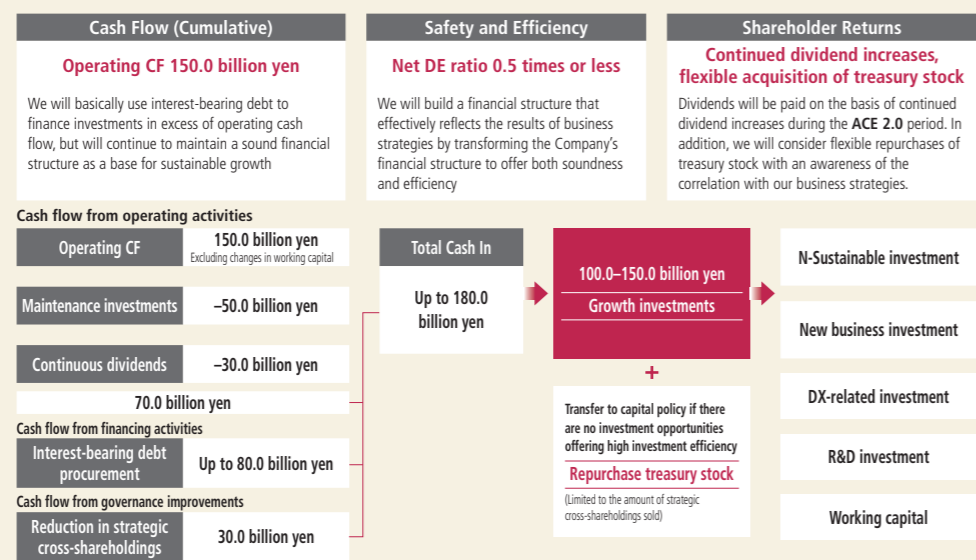 Cash Flow (Cumulative)
Operating CF 150.0 billion yen
We will basically use interest-bearing debt to
finance investments in excess of operating cash
flow, but will continue to maintain a sound financial
structure as a base for sustainable growth
Safety and Efficiency
Net DE ratio 0.5 times or less
We will build a financial structure that
effectively reflects the results of business
strategies by transforming the Company's
financial structure to offer both soundness
and efficiency
Shareholder Returns
Continued dividend increases,
flexible acquisition of treasury stock
Dividends will be paid on the basis of continued
dividend increases during the ACE 2.0 period. In
addition, we will consider flexible repurchases of
treasury stock with an awareness of the
correlation with our business strategies.
Cash flow from operating activities
Operating CF
150.0 billion yen
Excluding changes in working capital
Maintenance investments
–50.0 billion yen
Continuous dividends
–30.0 billion yen
70.0 billion yen
Cash flow from financing activities
Interest-bearing debt
procurement
Up to 80.0 billion yen
Cash flow from governance improvements
Reduction in strategic
cross-shareholdings
30.0 billion yen
Total Cash In
Up to 180.0
billion yen
100.0–150.0 billion yen
Growth investments
+
Transfer to capital policy if there
are no investment opportunities
offering high investment efficiency
Repurchase treasury stock
(Limited to the amount of strategic
cross-shareholdings sold)
N-Sustainable investment
New business investment
DX-related investment
R&D investment
Working capital